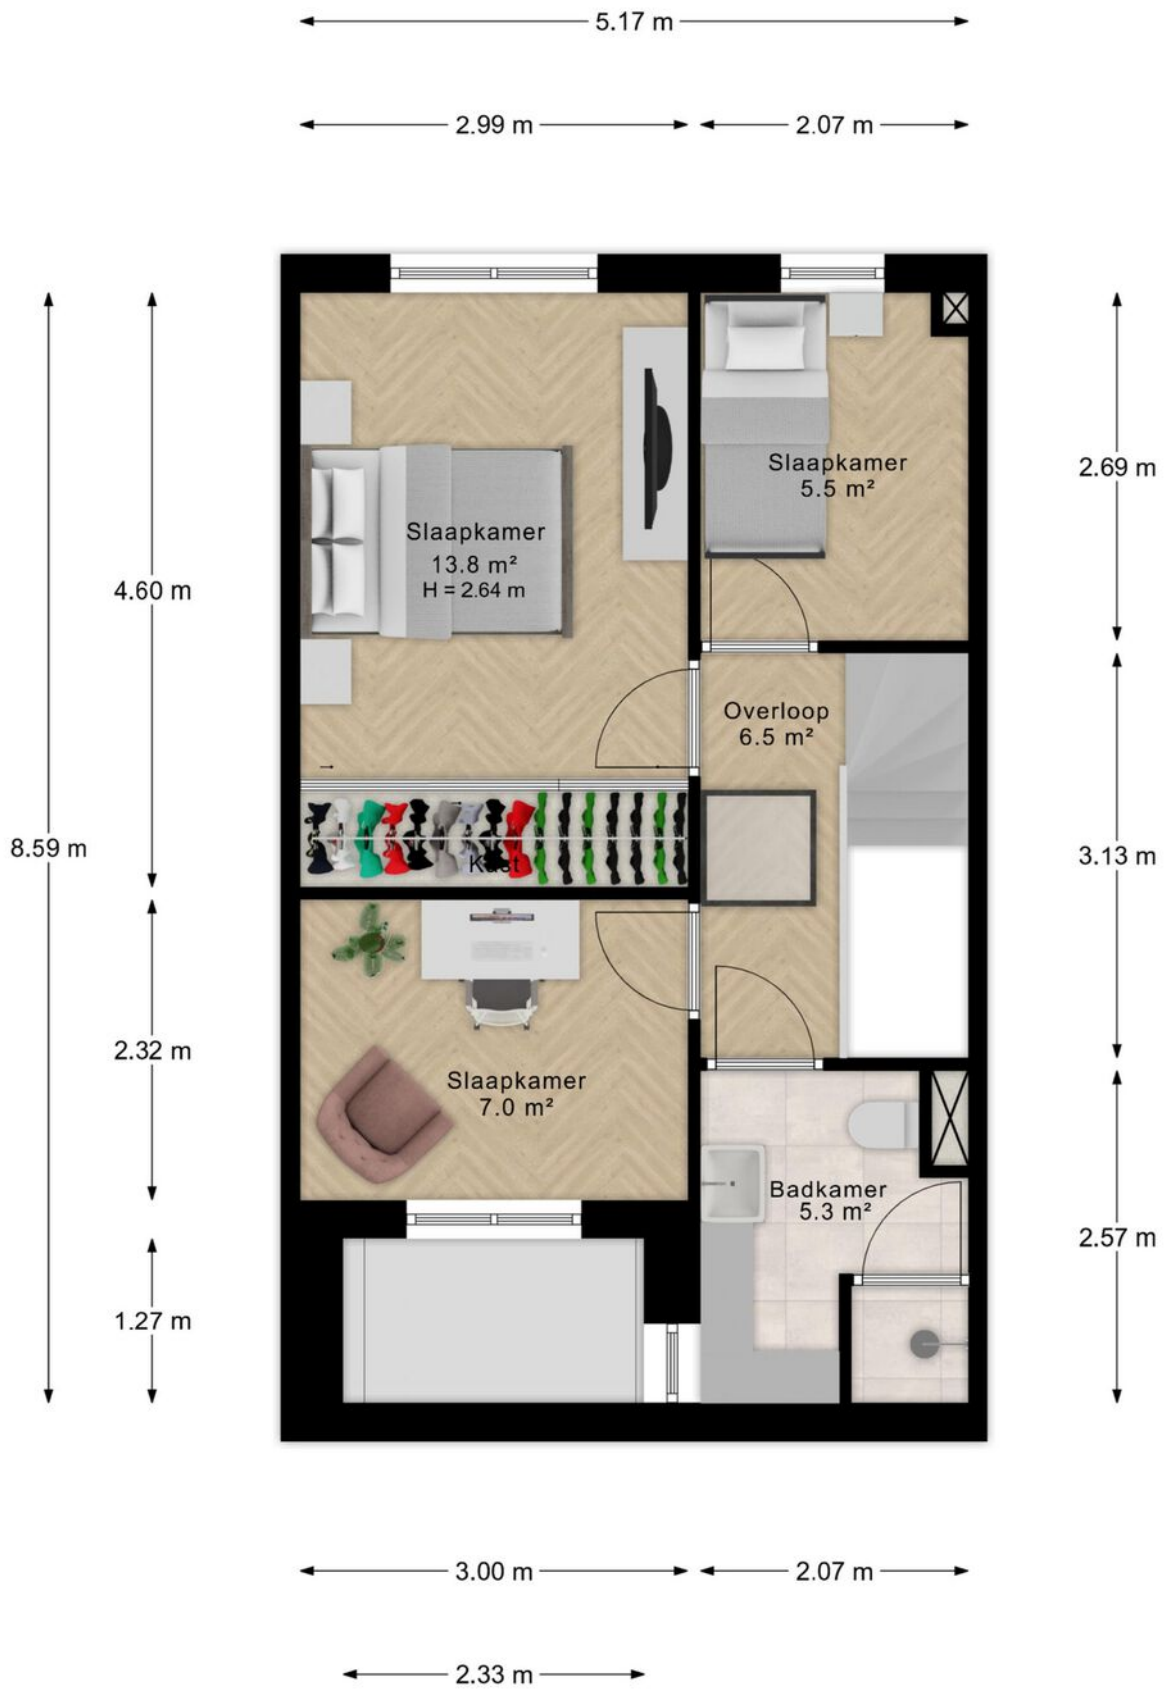 5.17 m
2.99 m
2.07 m
Slaapkamer
5.5 m²
2.69 m
Slaapkamer
13.8 m²
H = 2.64 m
4.60 m
Overloop
6.5 m²
8.59 m
3.13 m
Kast
2.32 m
Slaapkamer
7.0 m²
Badkamer
5.3 m²
2.57 m
1.27 m
3.00 m
2.07 m
2.33 m